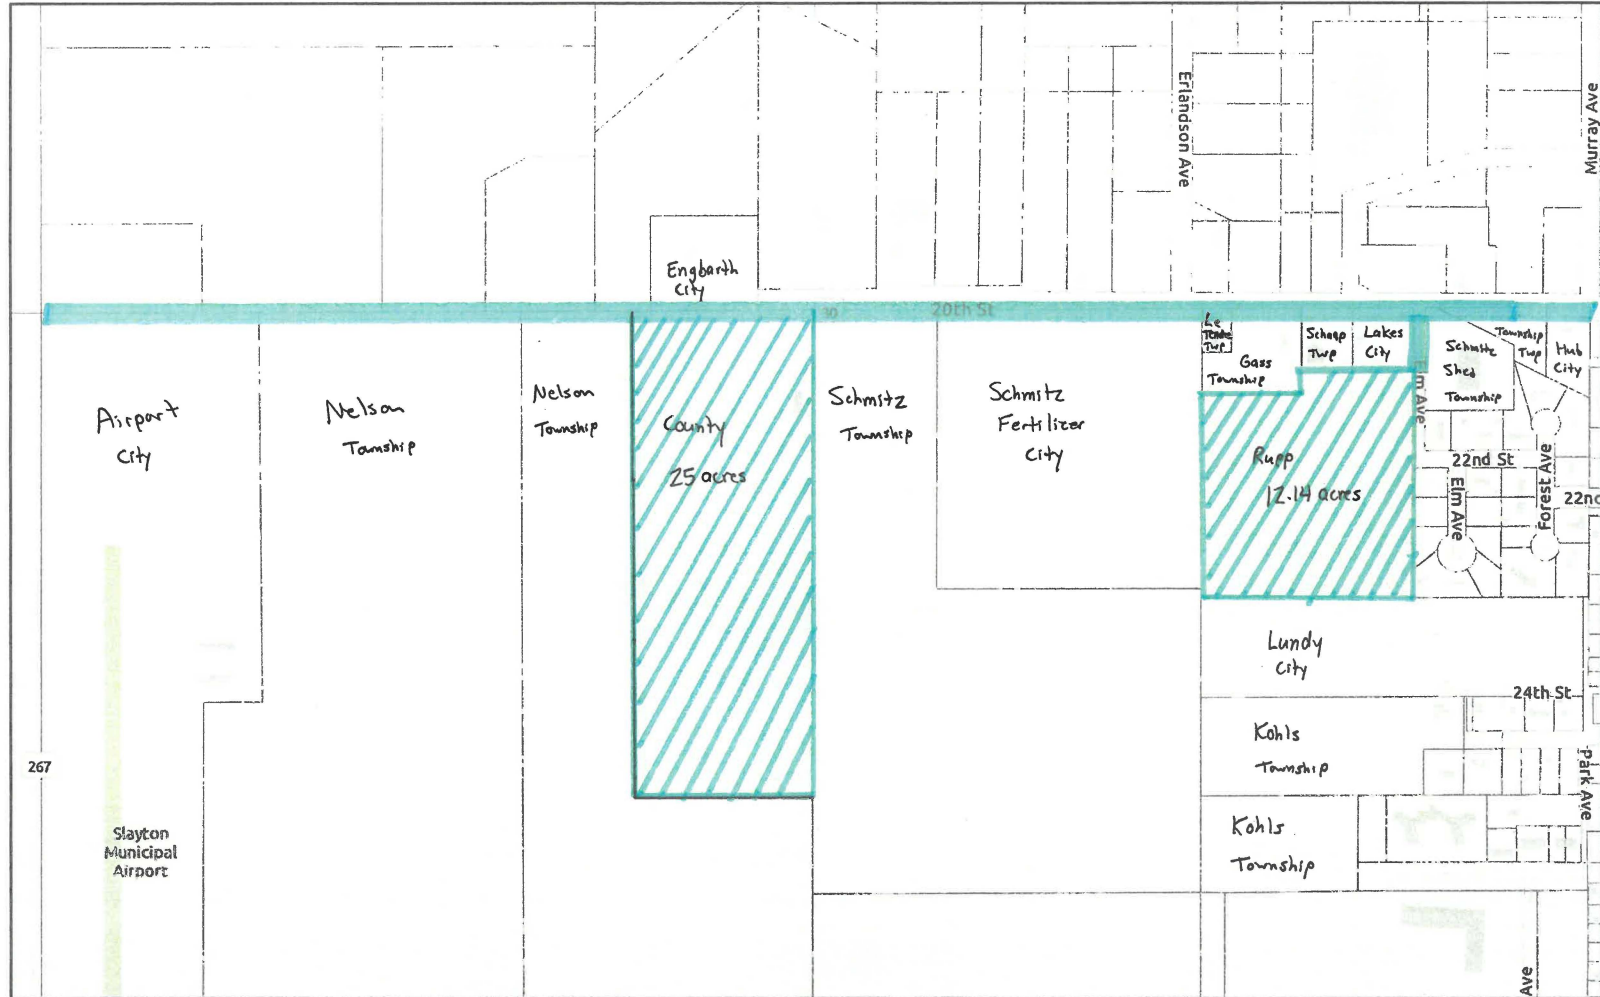 Erlandson Ave
Murray Ave
Engbarth
City
20th St
Twp
Gass
Township
Schaap
Twp
Lakes
City
Elm Ave
Schmitz
Shed
Township
Township
Twp
Hub
City
Airport
City
Nelson
Township
Nelson
Township
County
25 acres
Schmitz
Township
Schmitz
Fertilizer
City
Rupp
12.14 acres
22nd St
Elm Ave
Forest Ave
22nd
Lundy
City
24th St
Kohls
Township
Park Ave
Kohls
Township
267
Slayton
Municipal
Airport
Ave